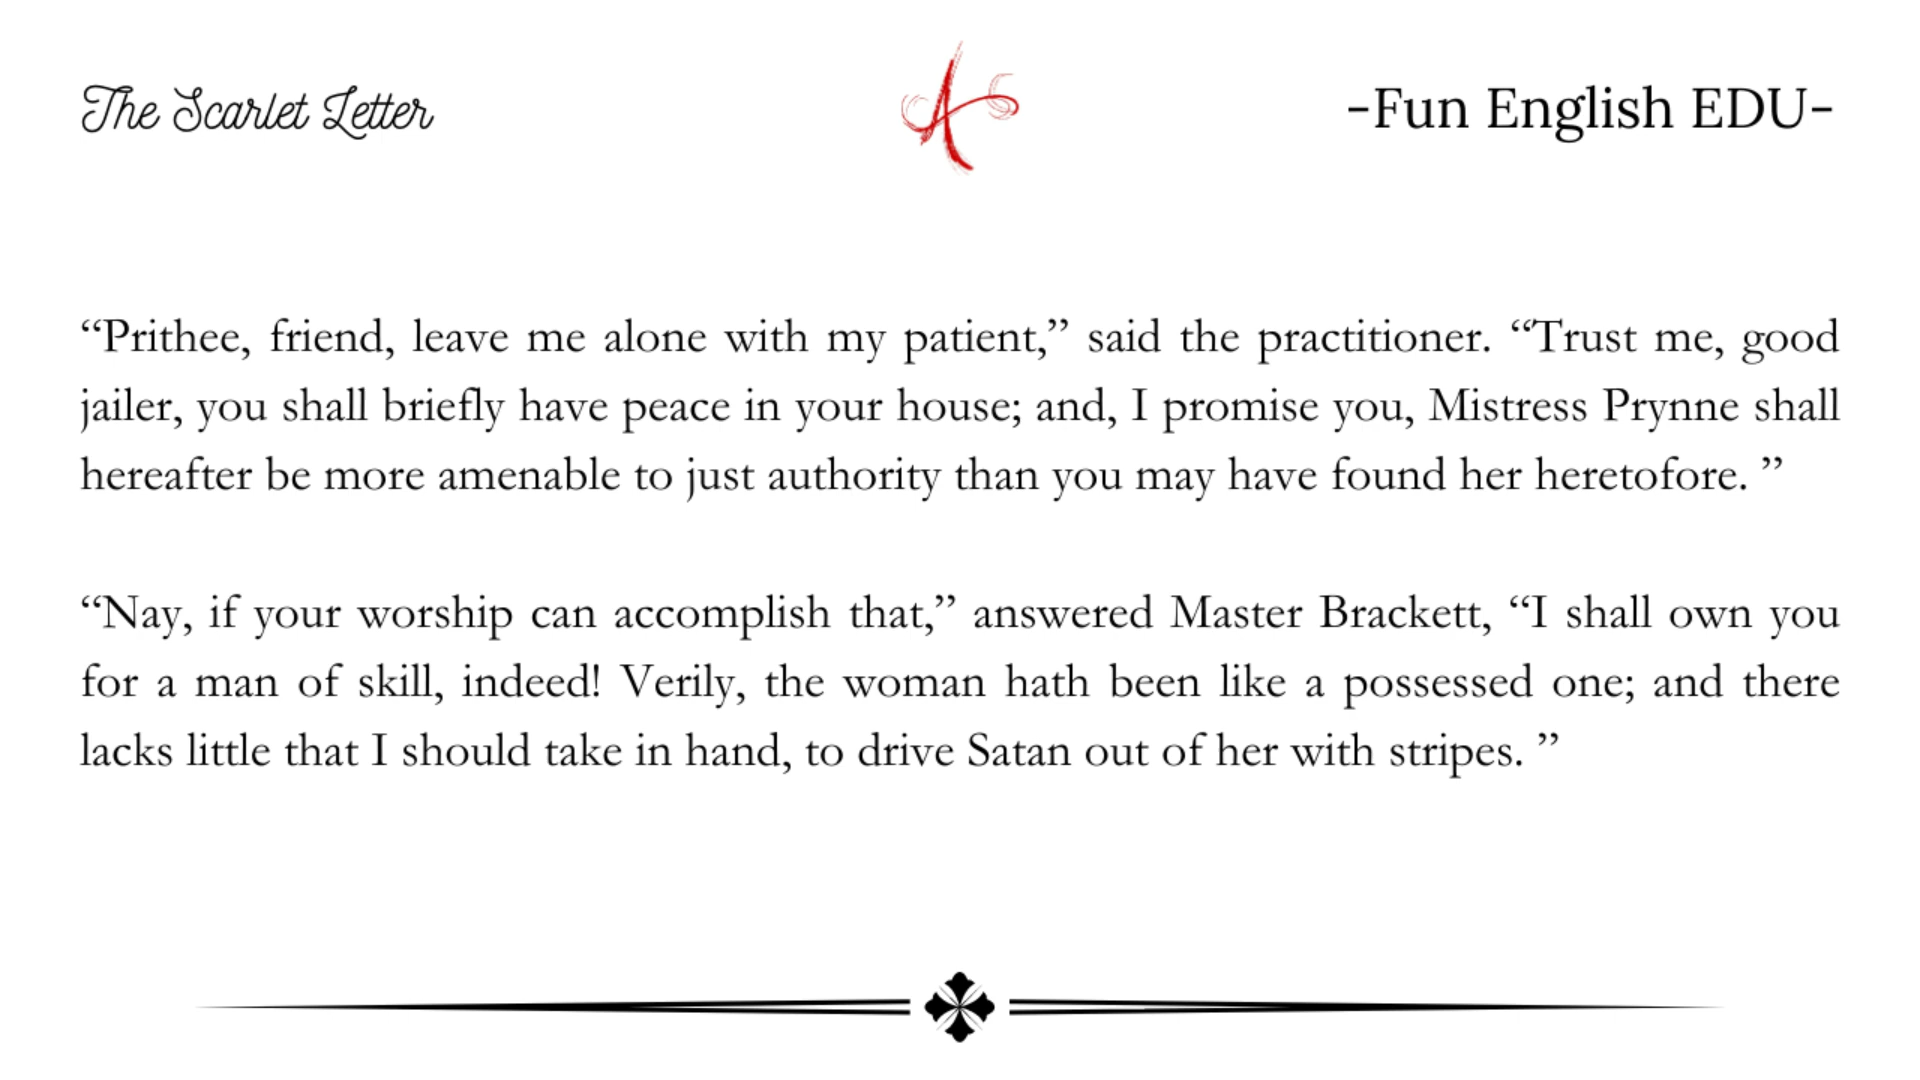 The Scarlet Letter
A
-Fun English EDU-
“Prithee, friend, leave me alone with my patient,” said the practitioner. “Trust me, good
jailer, you shall briefly have peace in your house; and, I promise you, Mistress Prynne shall
hereafter be more amenable to just authority than you may have found her heretofore. ”
“Nay, if your worship can accomplish that,” answered Master Brackett, “I shall own you
for a man of skill, indeed! Verily, the woman hath been like a possessed one; and there
lacks little that I should take in hand, to drive Satan out of her with stripes. ”